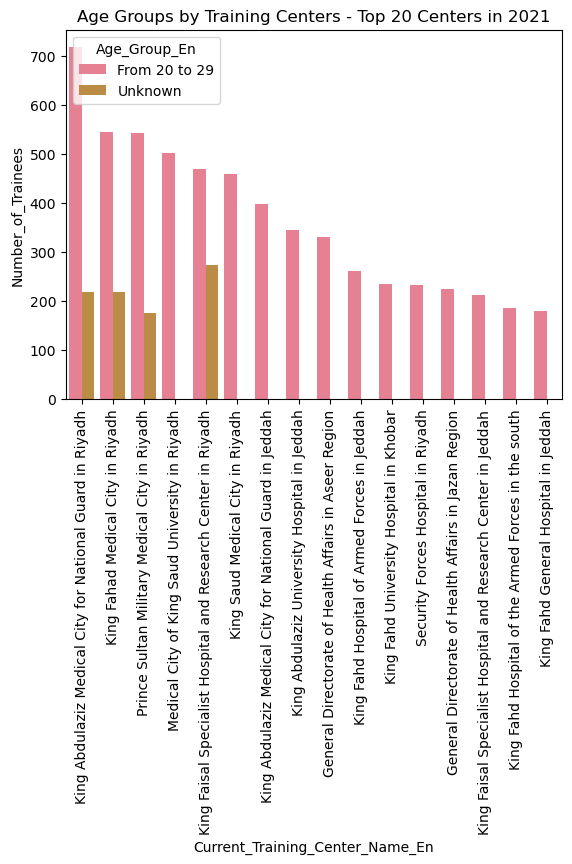 Age Groups by Training Centers - Top 20 Centers in 2021
Age_Group_En
From 20 to 29
Unknown
Number_of_Trainees
700
600
500
400
300
200
100
0
King Abdulaziz Medical City for National Guard in Riyadh
King Fahad Medical City in Riyadh
Prince Sultan Military Medical City in Riyadh
Medical City of King Saud University in Riyadh
King Faisal Specialist Hospital and Research Center in Riyadh
King Saud Medical City in Riyadh
King Abdulaziz Medical City for National Guard in Jeddah
King Abdulaziz University Hospital in Jeddah
General Directorate of Health Affairs in Aseer Region
King Fahd Hospital of Armed Forces in Jeddah
King Fahd University Hospital in Khobar
Security Forces Hospital in Riyadh
General Directorate of Health Affairs in Jazan Region
King Faisal Specialist Hospital and Research Center in Jeddah
King Fahd Hospital of the Armed Forces in the south
King Fahd General Hospital in Jeddah
Current_Training_Center_Name_En